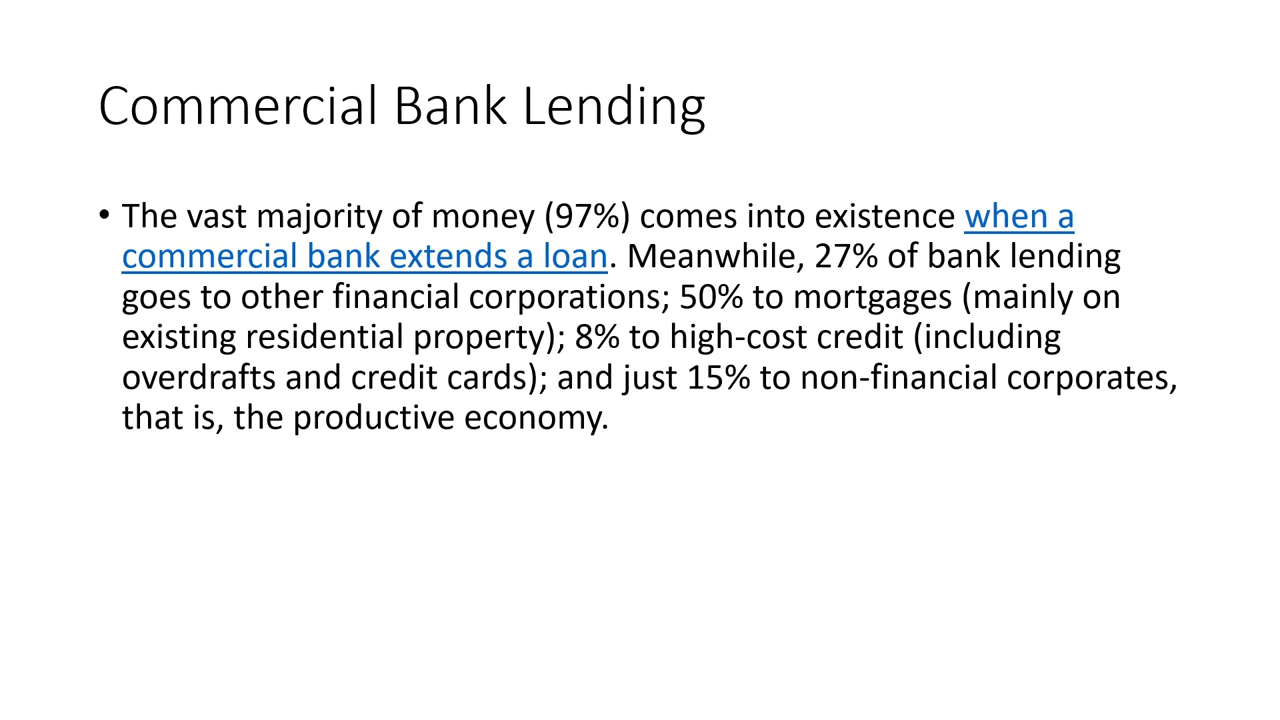 Commercial Bank Lending
• The vast majority of money (97%) comes into existence when a
commercial bank extends a loan. Meanwhile, 27% of bank lending
goes to other financial corporations; 50% to mortgages (mainly on
existing residential property); 8% to high-cost credit (including
overdrafts and credit cards); and just 15% to non-financial corporates,
that is, the productive economy.